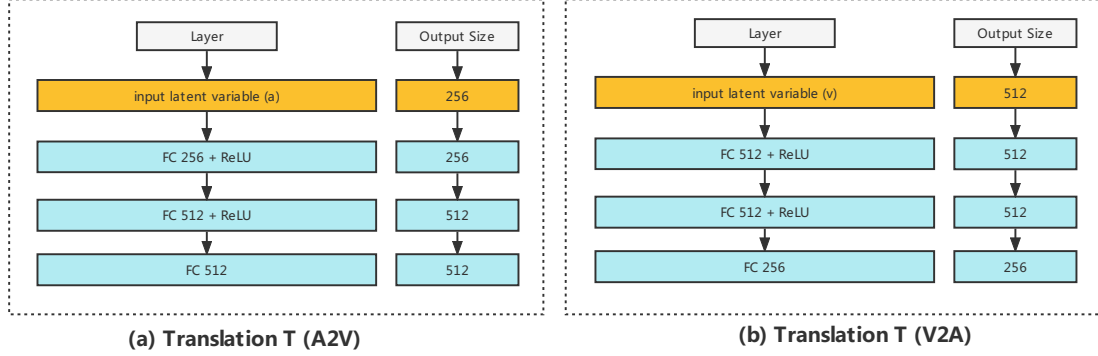 Layer Output Size
input latent variable (a) 256
FC 256 + ReLU 256
FC 512 + ReLU 512
FC 512 512
(a) Translation T (A2V)
Layer Output Size
input latent variable (v) 512
FC 512 + ReLU 512
FC 512 + ReLU 512
FC 256 256
(b) Translation T (V2A)